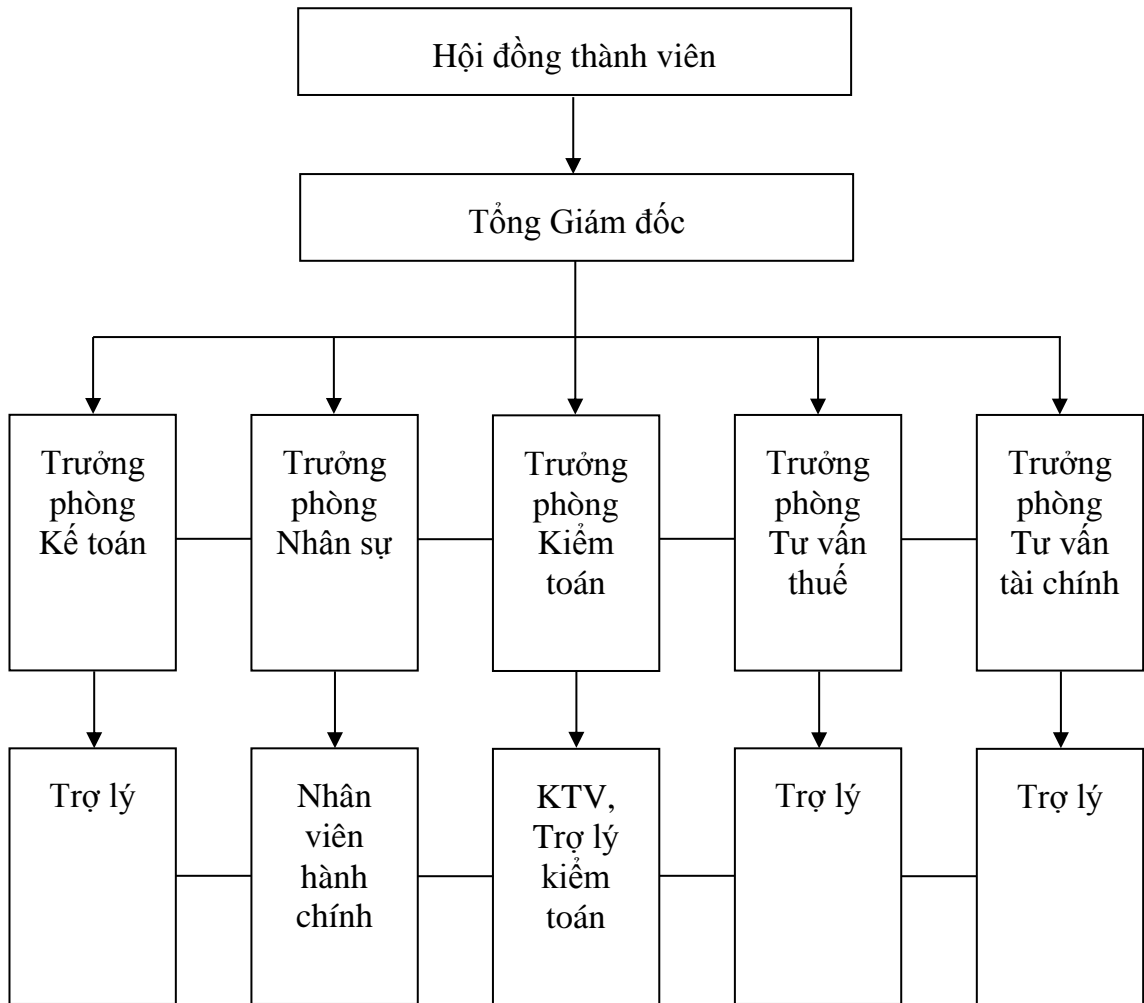 Hội đồng thành viên
Tổng Giám đốc
Trưởng
phòng
Kế toán
Trưởng
phòng
Nhân sự
Trưởng
phòng
Kiểm
toán
Trưởng
phòng
Tư vấn
thuế
Trưởng
phòng
Tư vấn
tài chính
Trợ lý
Nhân
viên
hành
chính
KTV,
Trợ lý
kiểm
toán
Trợ lý
Trợ lý